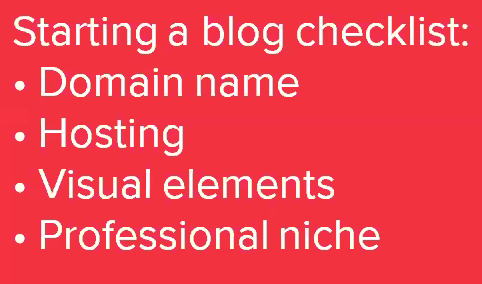 Starting a blog checklist:
• Domain name
• Hosting
• Visual elements
• Professional niche